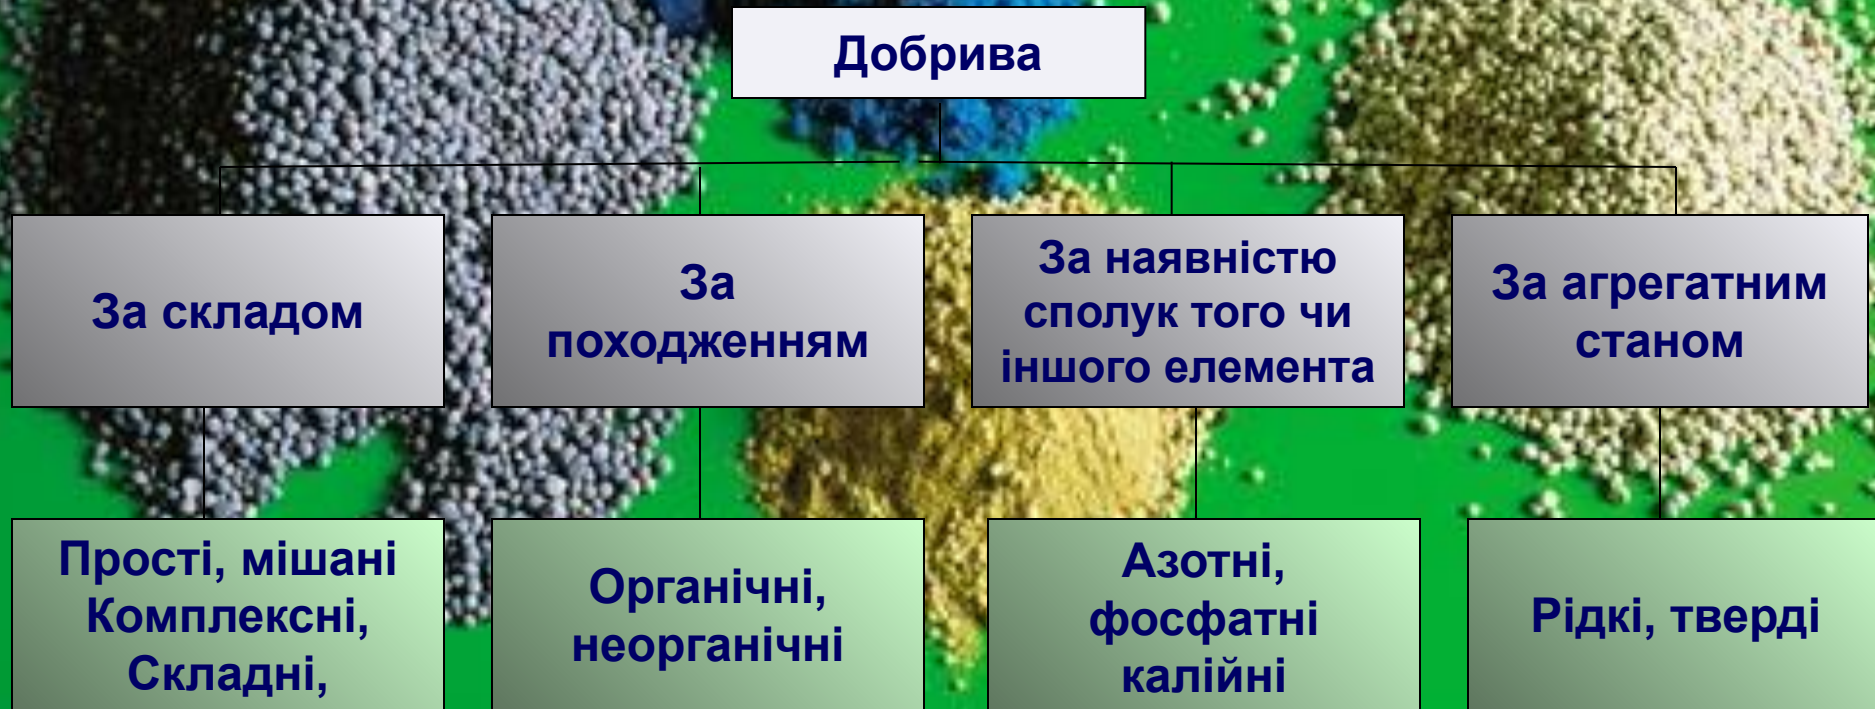 Добрива
За складом
За
походженням
За наявністю
сполук того чи
іншого елемента
За агрегатним
станом
Прості, мішані
Комплексні,
Складні,
Органічні,
неорганічні
Азотні,
фосфатні
калійні
Рідкі, тверді